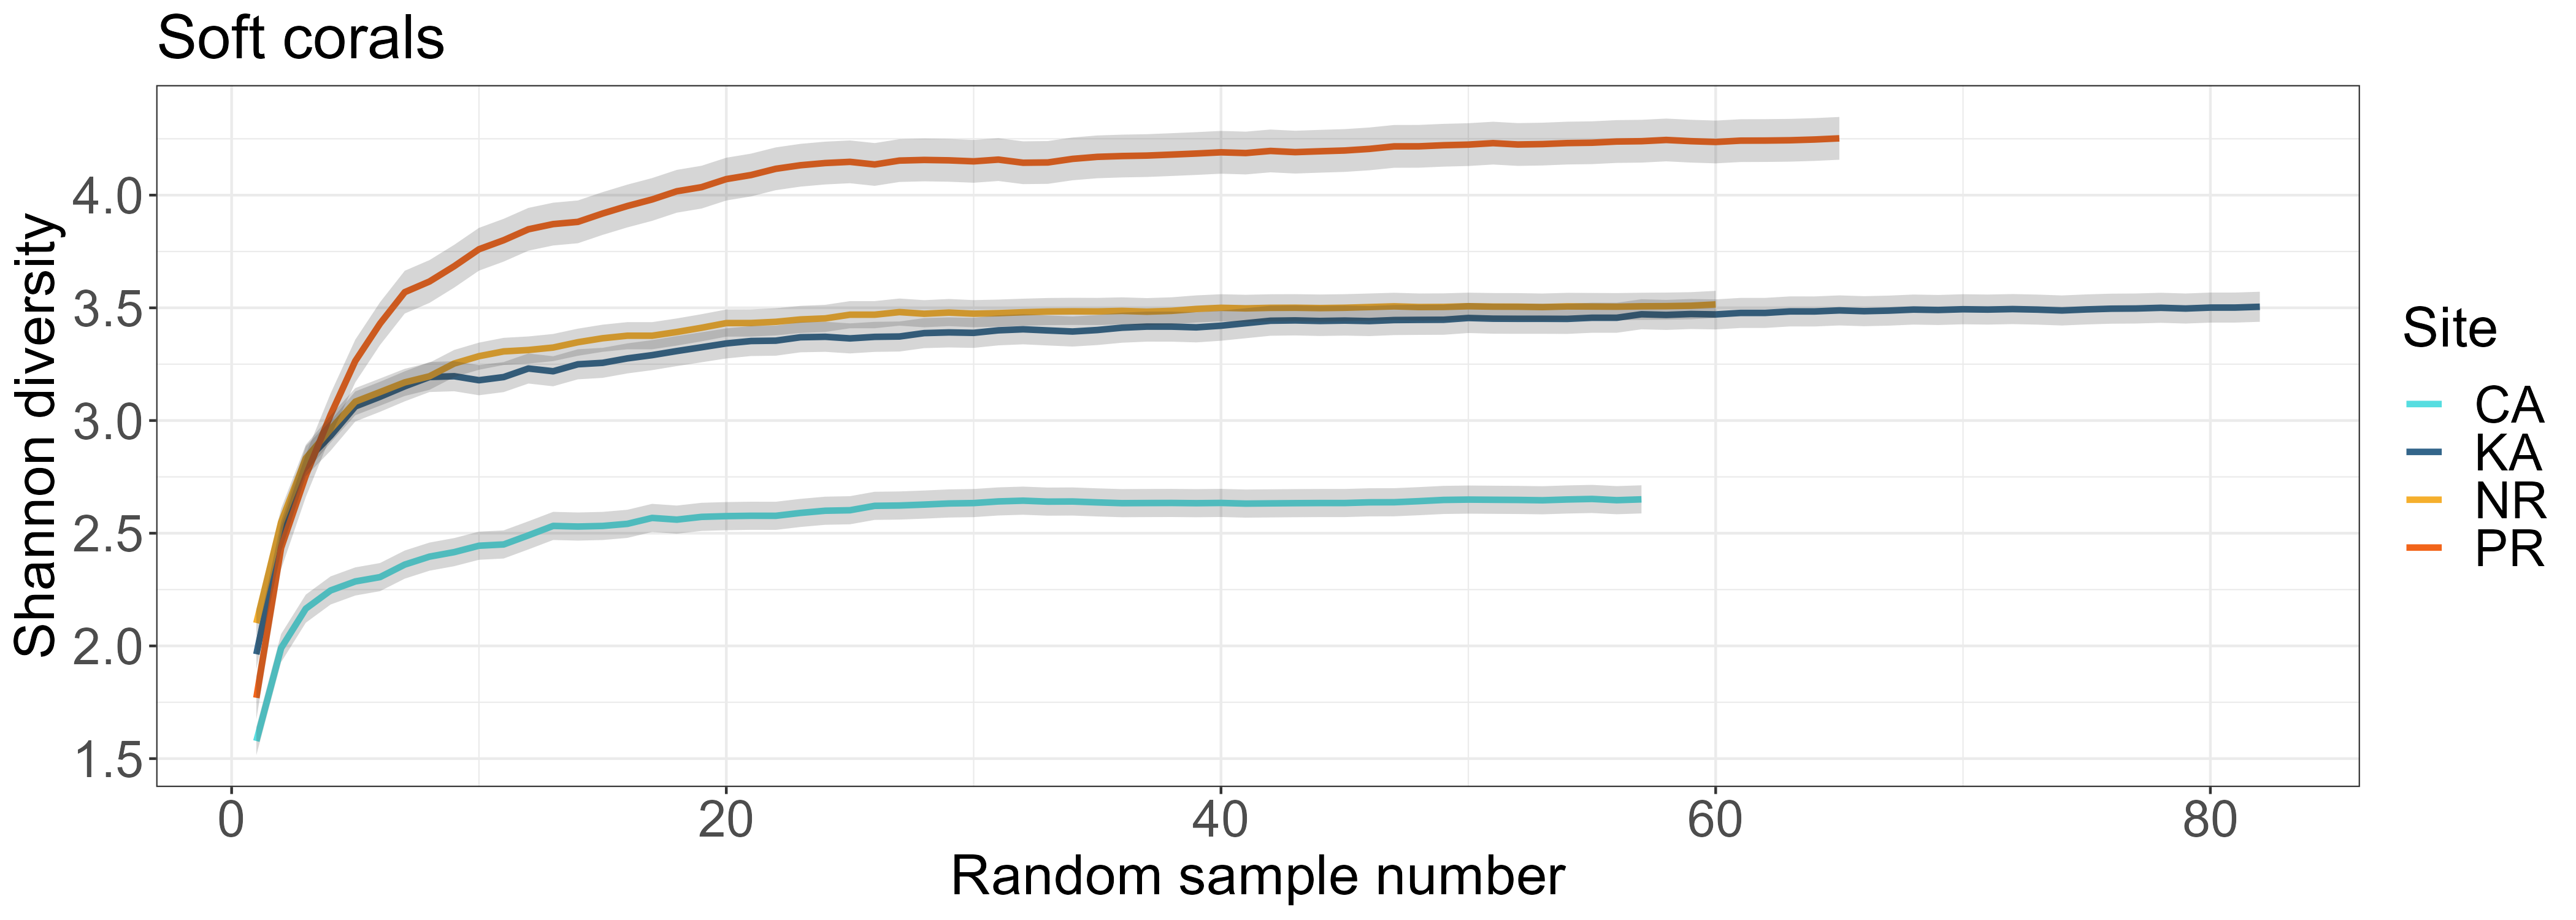 Soft corals
Shannon diversity
4.0
3.5
3.0
2.5
2.0
1.5
0 20 40 60 80
Random sample number
Site
CA
KA
NR
PR